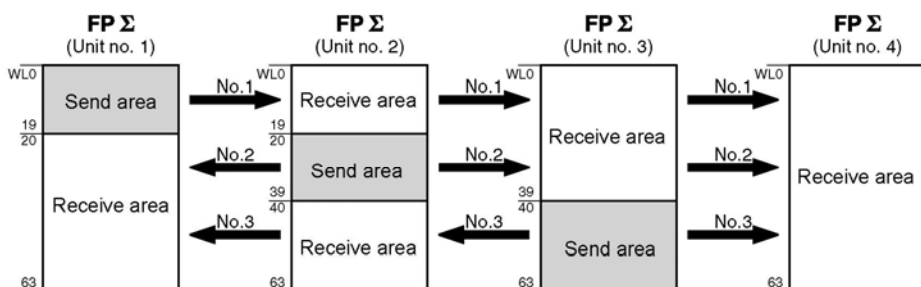 FP Σ FP Σ FP Σ FP Σ
(Unit no. 1) (Unit no. 2) (Unit no. 3) (Unit no. 4)
WL0 WL0 WL0 WL0
Send area No.1 Receive area No.1 No.1
19 19
20 20
Receive area
No.2 Send area No.2 No.2
Receive area 39 39 Receive area
40 40
No.3 Receive area No.3 Send area No.3
63 63 63 63